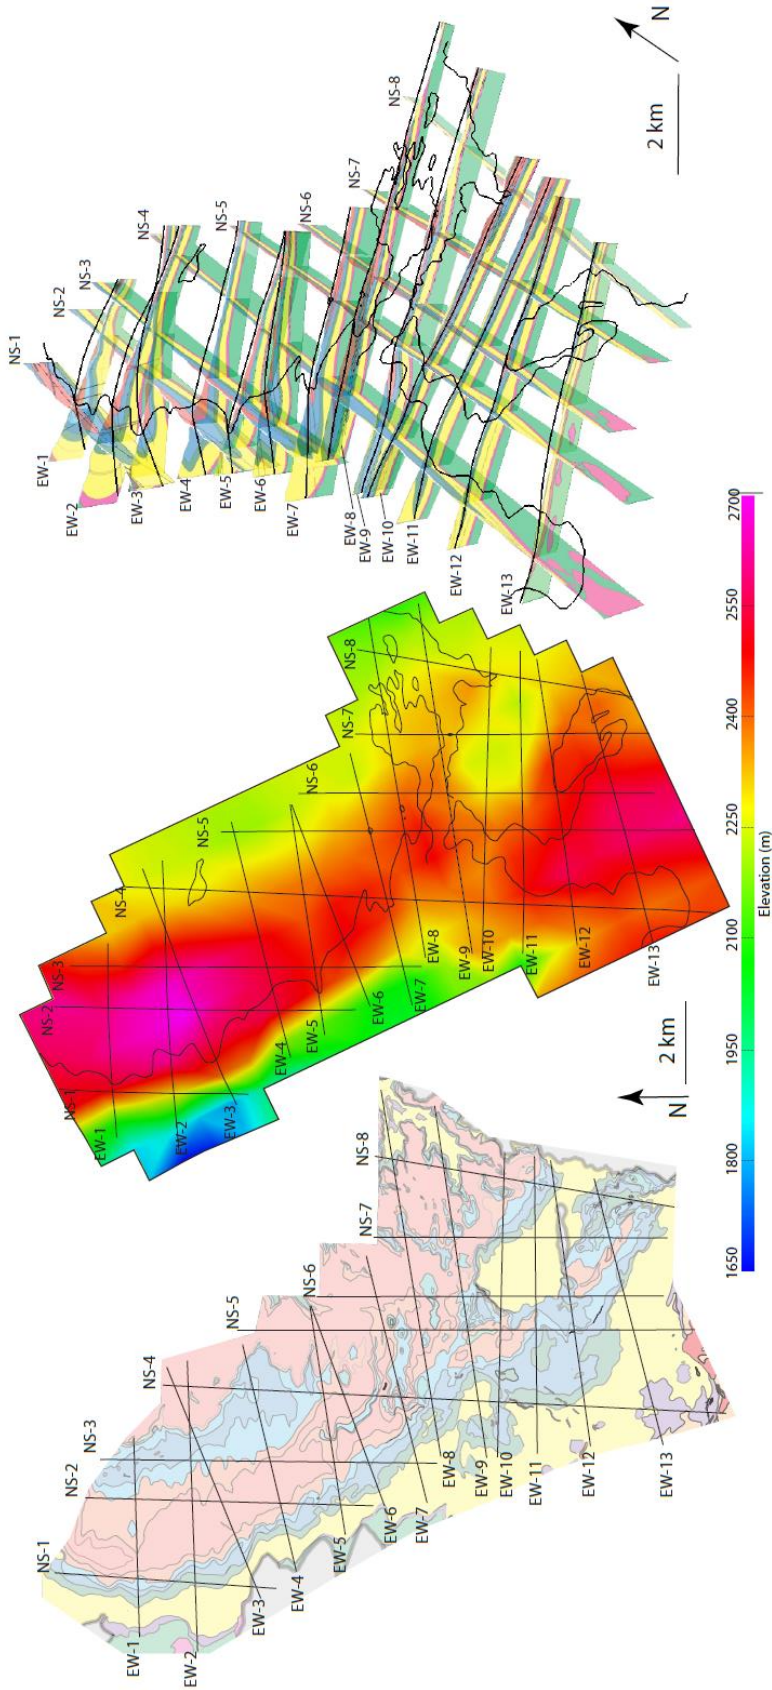 NS-1
NS-2
NS-3
NS-4
NS-5
NS-6
NS-7
NS-8
EW-1
EW-2
EW-3
EW-4
EW-5
EW-6
EW-7
EW-8
EW-9
EW-10
EW-11
EW-12
EW-13
N
2 km
NS-1
NS-2
NS-3
NS-4
NS-5
NS-6
NS-7
NS-8
EW-1
EW-2
EW-3
EW-4
EW-5
EW-6
EW-7
EW-8
EW-9
EW-10
EW-11
EW-12
EW-13
1650
1800
1950
2100
2250
2400
2550
2700
Elevation (m)
NS-1
NS-2
NS-3
NS-4
NS-5
NS-6
NS-7
NS-8
EW-1
EW-2
EW-3
EW-4
EW-5
EW-6
EW-7
EW-8
EW-9
EW-10
EW-11
EW-12
EW-13
N
2 km